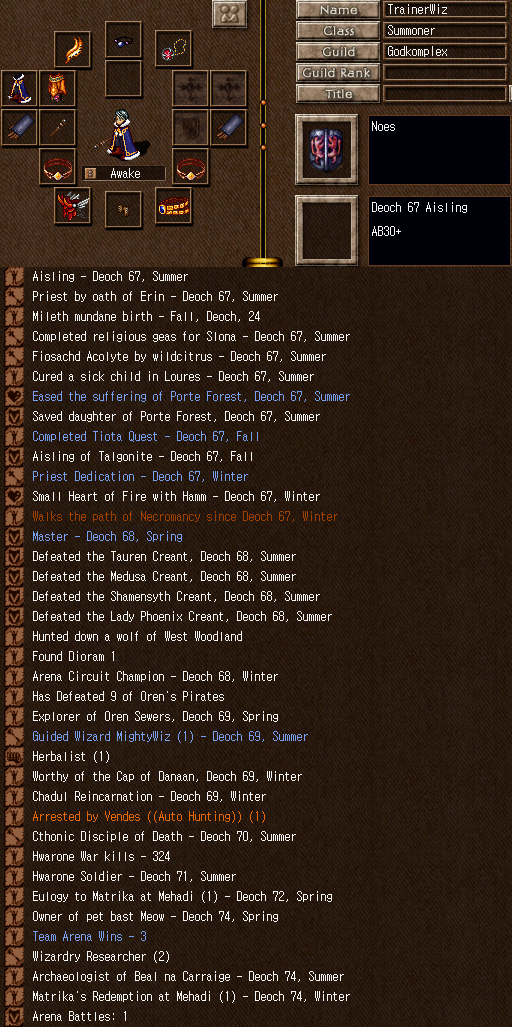 Name TrainerWiz
Class Summoner
Guild Godkomplex
Guild Rank
Title
Noes
Awake
Deoch 67 Aisling
AB30+
Aisling - Deoch 67, Summer
Priest by oath of Erin - Deoch 67, Summer
Mileth mundane birth - Fall, Deoch, 24
Completed religious geas for Slona - Deoch 67, Summer
Fiosachd Acolyte by wildcitrus - Deoch 67, Summer
Cured a sick child in Loures - Deoch 67, Summer
Eased the suffering of Porte Forest, Deoch 67, Summer
Saved daughter of Porte Forest, Deoch 67, Summer
Completed Tiota Quest - Deoch 67, Fall
Aisling of Talgonite - Deoch 67, Fall
Priest Dedication - Deoch 67, Winter
Small Heart of Fire with Hamm - Deoch 67, Winter
Walks the path of Necromancy since Deoch 67, Winter
Master - Deoch 68, Spring
Defeated the Tauren Creant, Deoch 68, Summer
Defeated the Medusa Creant, Deoch 68, Summer
Defeated the Shamensyth Creant, Deoch 68, Summer
Defeated the Lady Phoenix Creant, Deoch 68, Summer
Hunted down a wolf of West Woodland
Found Dioram 1
Arena Circuit Champion - Deoch 68, Winter
Has Defeated 9 of Oren's Pirates
Explorer of Oren Sewers, Deoch 69, Spring
Guided Wizard MightyWiz (1) - Deoch 69, Summer
Herbalist (1)
Worthy of the Cap of Danaan, Deoch 69, Winter
Chadul Reincarnation - Deoch 69, Winter
Arrested by Vendes ((Auto Hunting)) (1)
Cthonic Disciple of Death - Deoch 70, Summer
Hwarone War kills - 324
Hwarone Soldier - Deoch 71, Summer
Eulogy to Matrika at Mehadi (1) - Deoch 72, Spring
Owner of pet bast Meow - Deoch 74, Spring
Team Arena Wins - 3
Wizardry Researcher (2)
Archaeologist of Beal na Carraige - Deoch 74, Summer
Matrika's Redemption at Mehadi (1) - Deoch 74, Winter
Arena Battles: 1